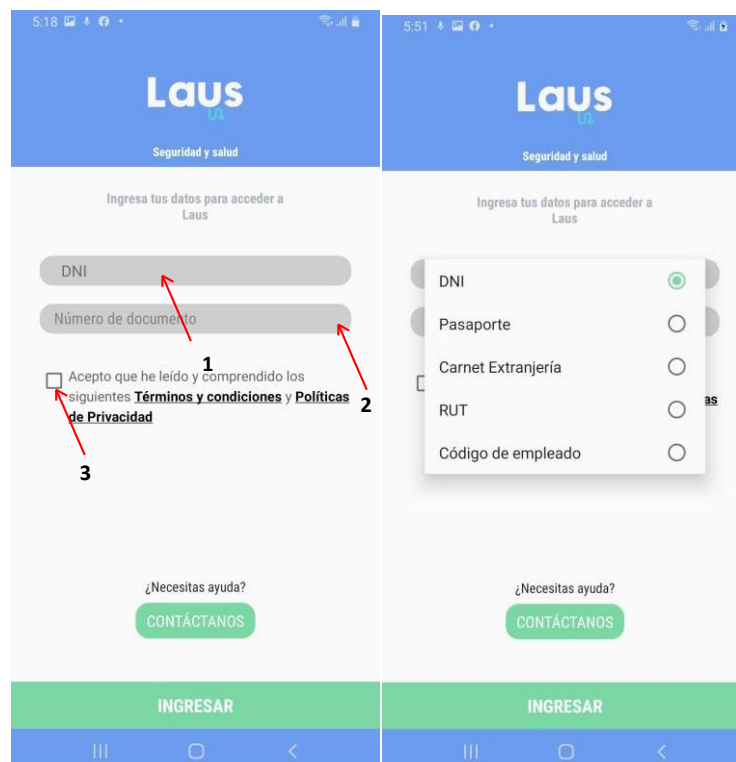 5:18
Laus
Seguridad y salud
Ingresa tus datos para acceder a
Laus
DNI
Número de documento
1
Acepto que he leído y comprendido los
siguientes Términos y condiciones y Políticas
de Privacidad
2
3
¿Necesitas ayuda?
CONTÁCTANOS
INGRESAR
5:51
Laus
Seguridad y salud
Ingresa tus datos para acceder a
Laus
DNI
Pasaporte
Carnet Extranjería
as
RUT
Código de empleado
¿Necesitas ayuda?
CONTÁCTANOS
INGRESAR